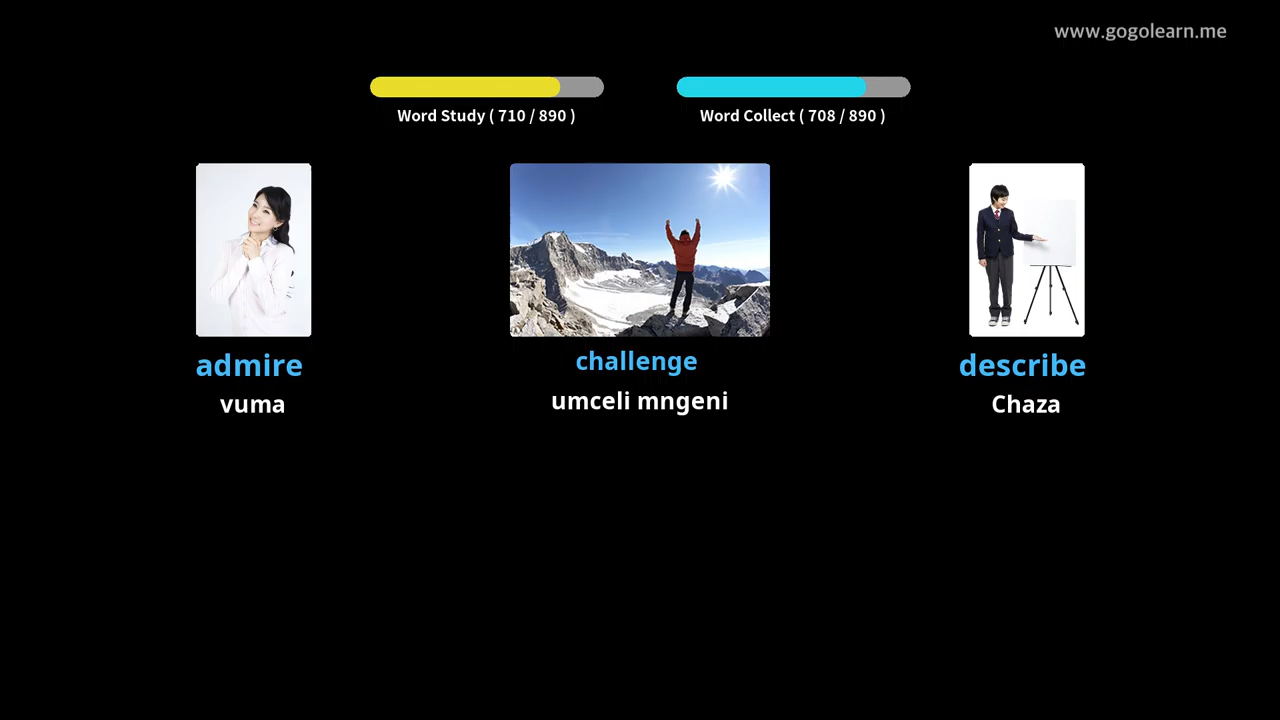 www.gogolearn.me
Word Study ( 710 / 890 )
Word Collect ( 708 / 890 )
admire
challenge
describe
vuma
umceli mngeni
Chaza